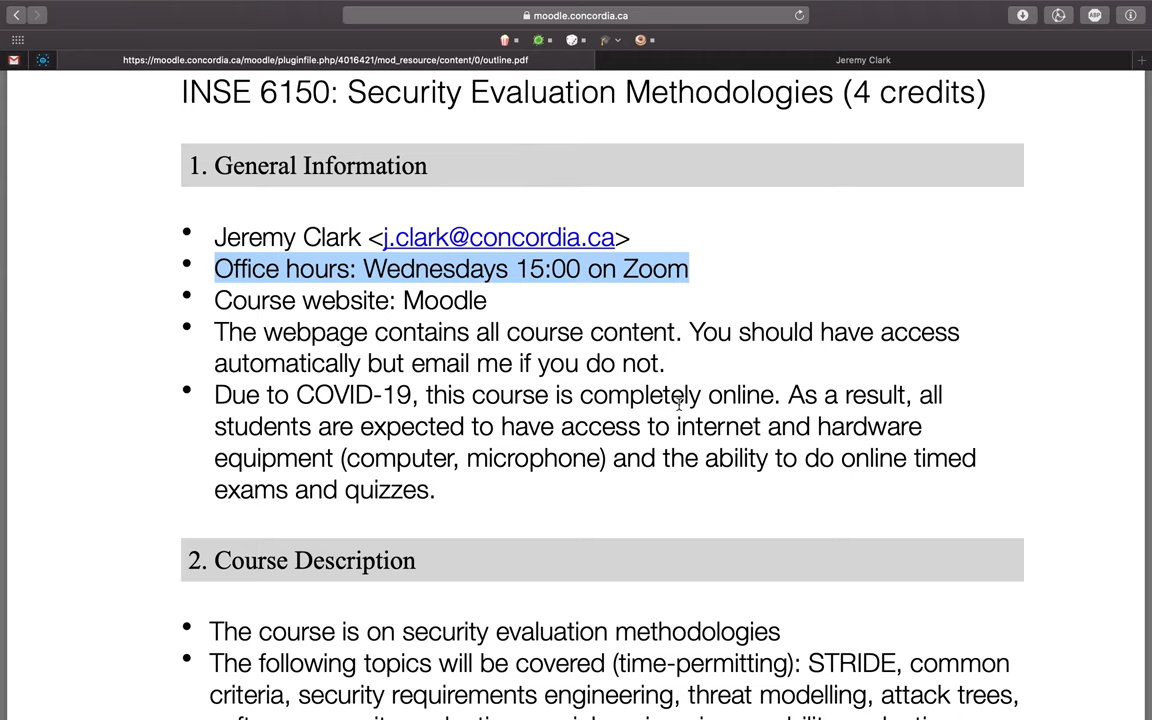 moodle.concordia.ca
ABP
https://moodle.concordia.ca/moodle/pluginfile.php/4016421/mod_resource/content/0/outline.pdf
Jeremy Clark
INSE 6150: Security Evaluation Methodologies (4 credits)
1. General Information
• Jeremy Clark <j.clark@concordia.ca>
• Office hours: Wednesdays 15:00 on Zoom
• Course website: Moodle
• The webpage contains all course content. You should have access
automatically but email me if you do not.
• Due to COVID-19, this course is completely online. As a result, all
students are expected to have access to internet and hardware
equipment (computer, microphone) and the ability to do online timed
exams and quizzes.
2. Course Description
• The course is on security evaluation methodologies
• The following topics will be covered (time-permitting): STRIDE, common
criteria, security requirements engineering, threat modelling, attack trees,